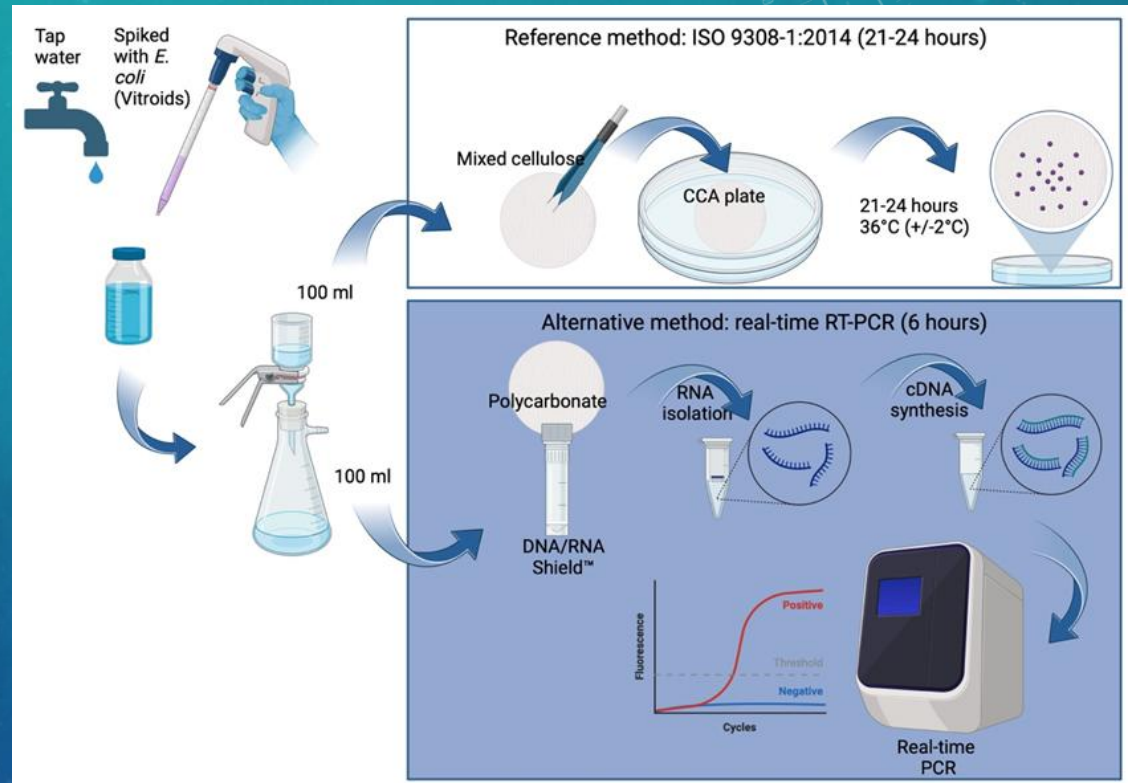 Tap
water
Spiked
with E.
coli
(Vitroids)
100 ml
100 ml
Reference method: ISO 9308-1:2014 (21-24 hours)
Mixed cellulose
CCA plate
21-24 hours
36°C (+/-2°C)
Alternative method: real-time RT-PCR (6 hours)
Polycarbonate
DNA/RNA
Shield™
RNA
isolation
cDNA
synthesis
Fluorescence
Positive
Threshold
Negative
Cycles
Real-time
PCR